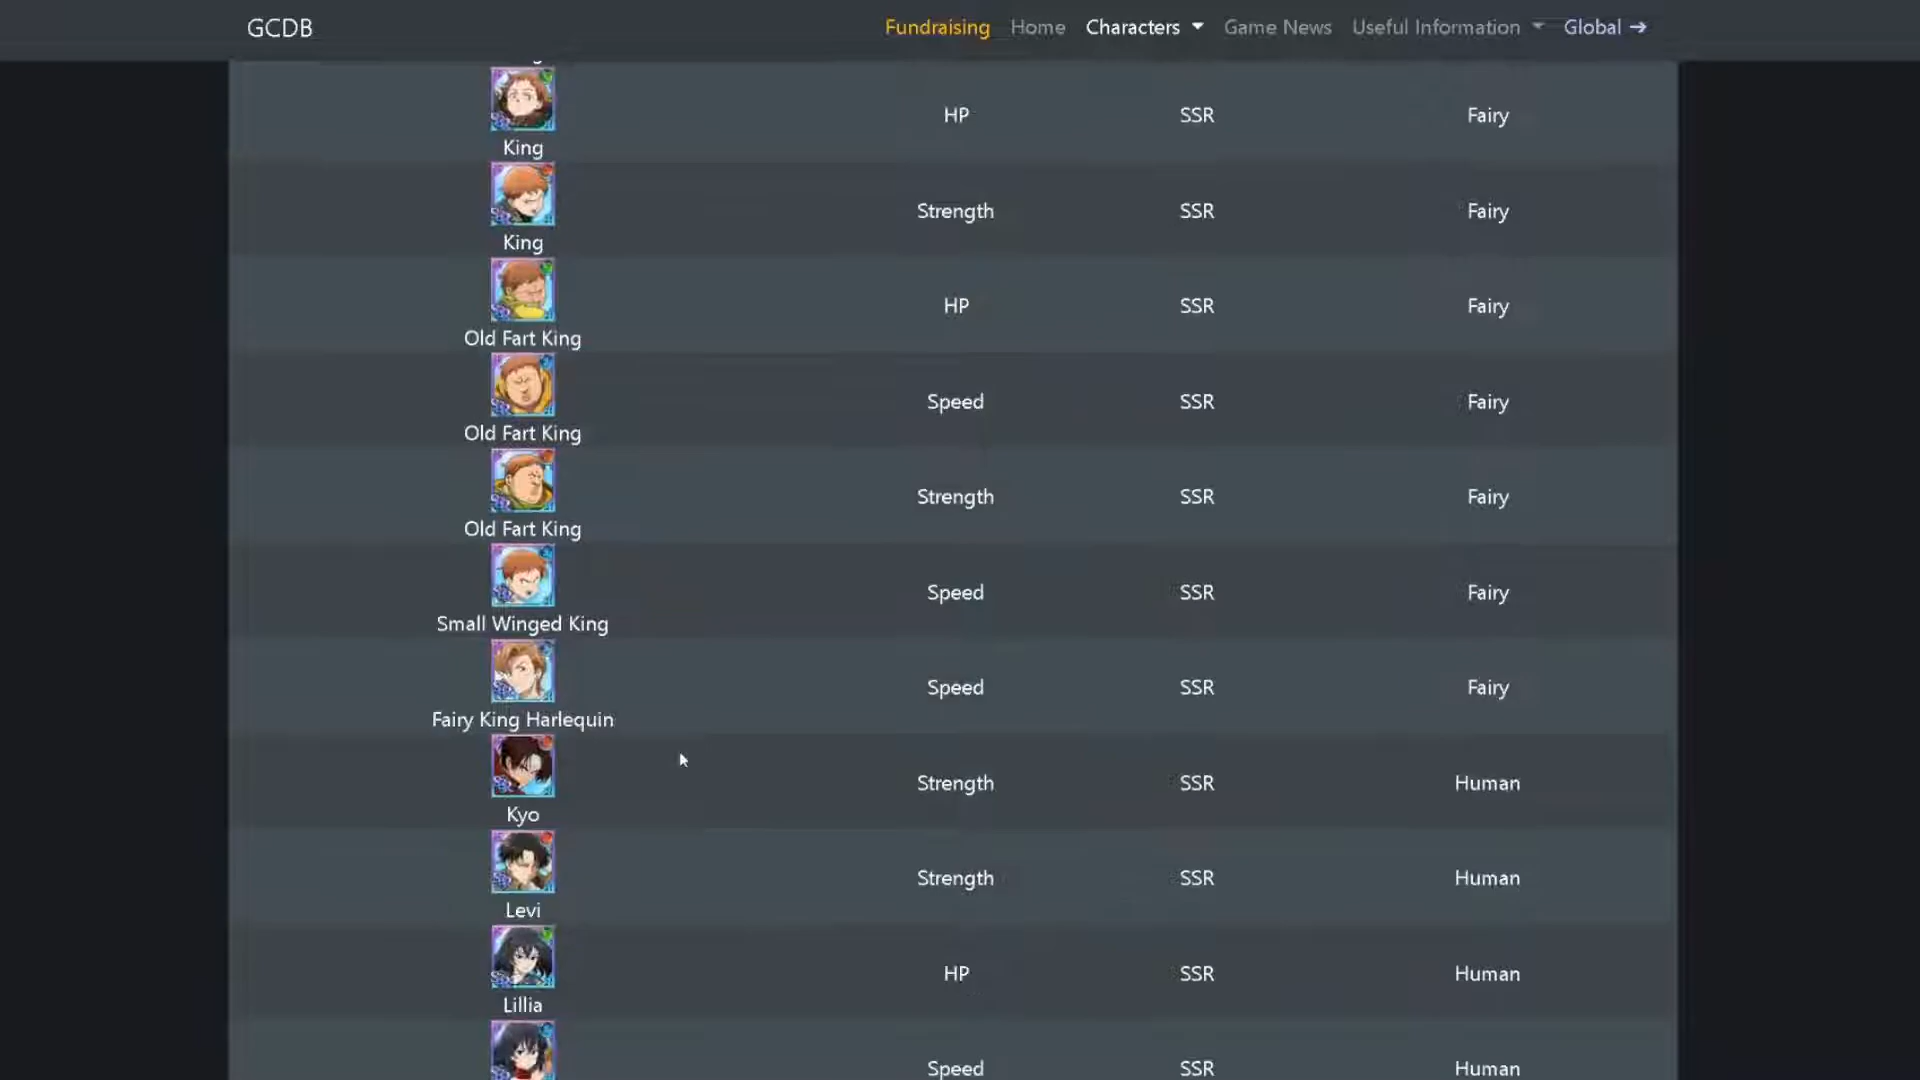 GCDB Fundraising Home Characters Game News Useful Information Global →
HP SSR Fairy
King
Strength SSR Fairy
King
HP SSR Fairy
Old Fart King
Speed SSR Fairy
Old Fart King
Strength SSR Fairy
Old Fart King
Speed SSR Fairy
Small Winged King
Speed SSR Fairy
Fairy King Harlequin
Strength SSR Human
Kyo
Strength SSR Human
Levi
HP SSR Human
Lillia
Speed SSR Human